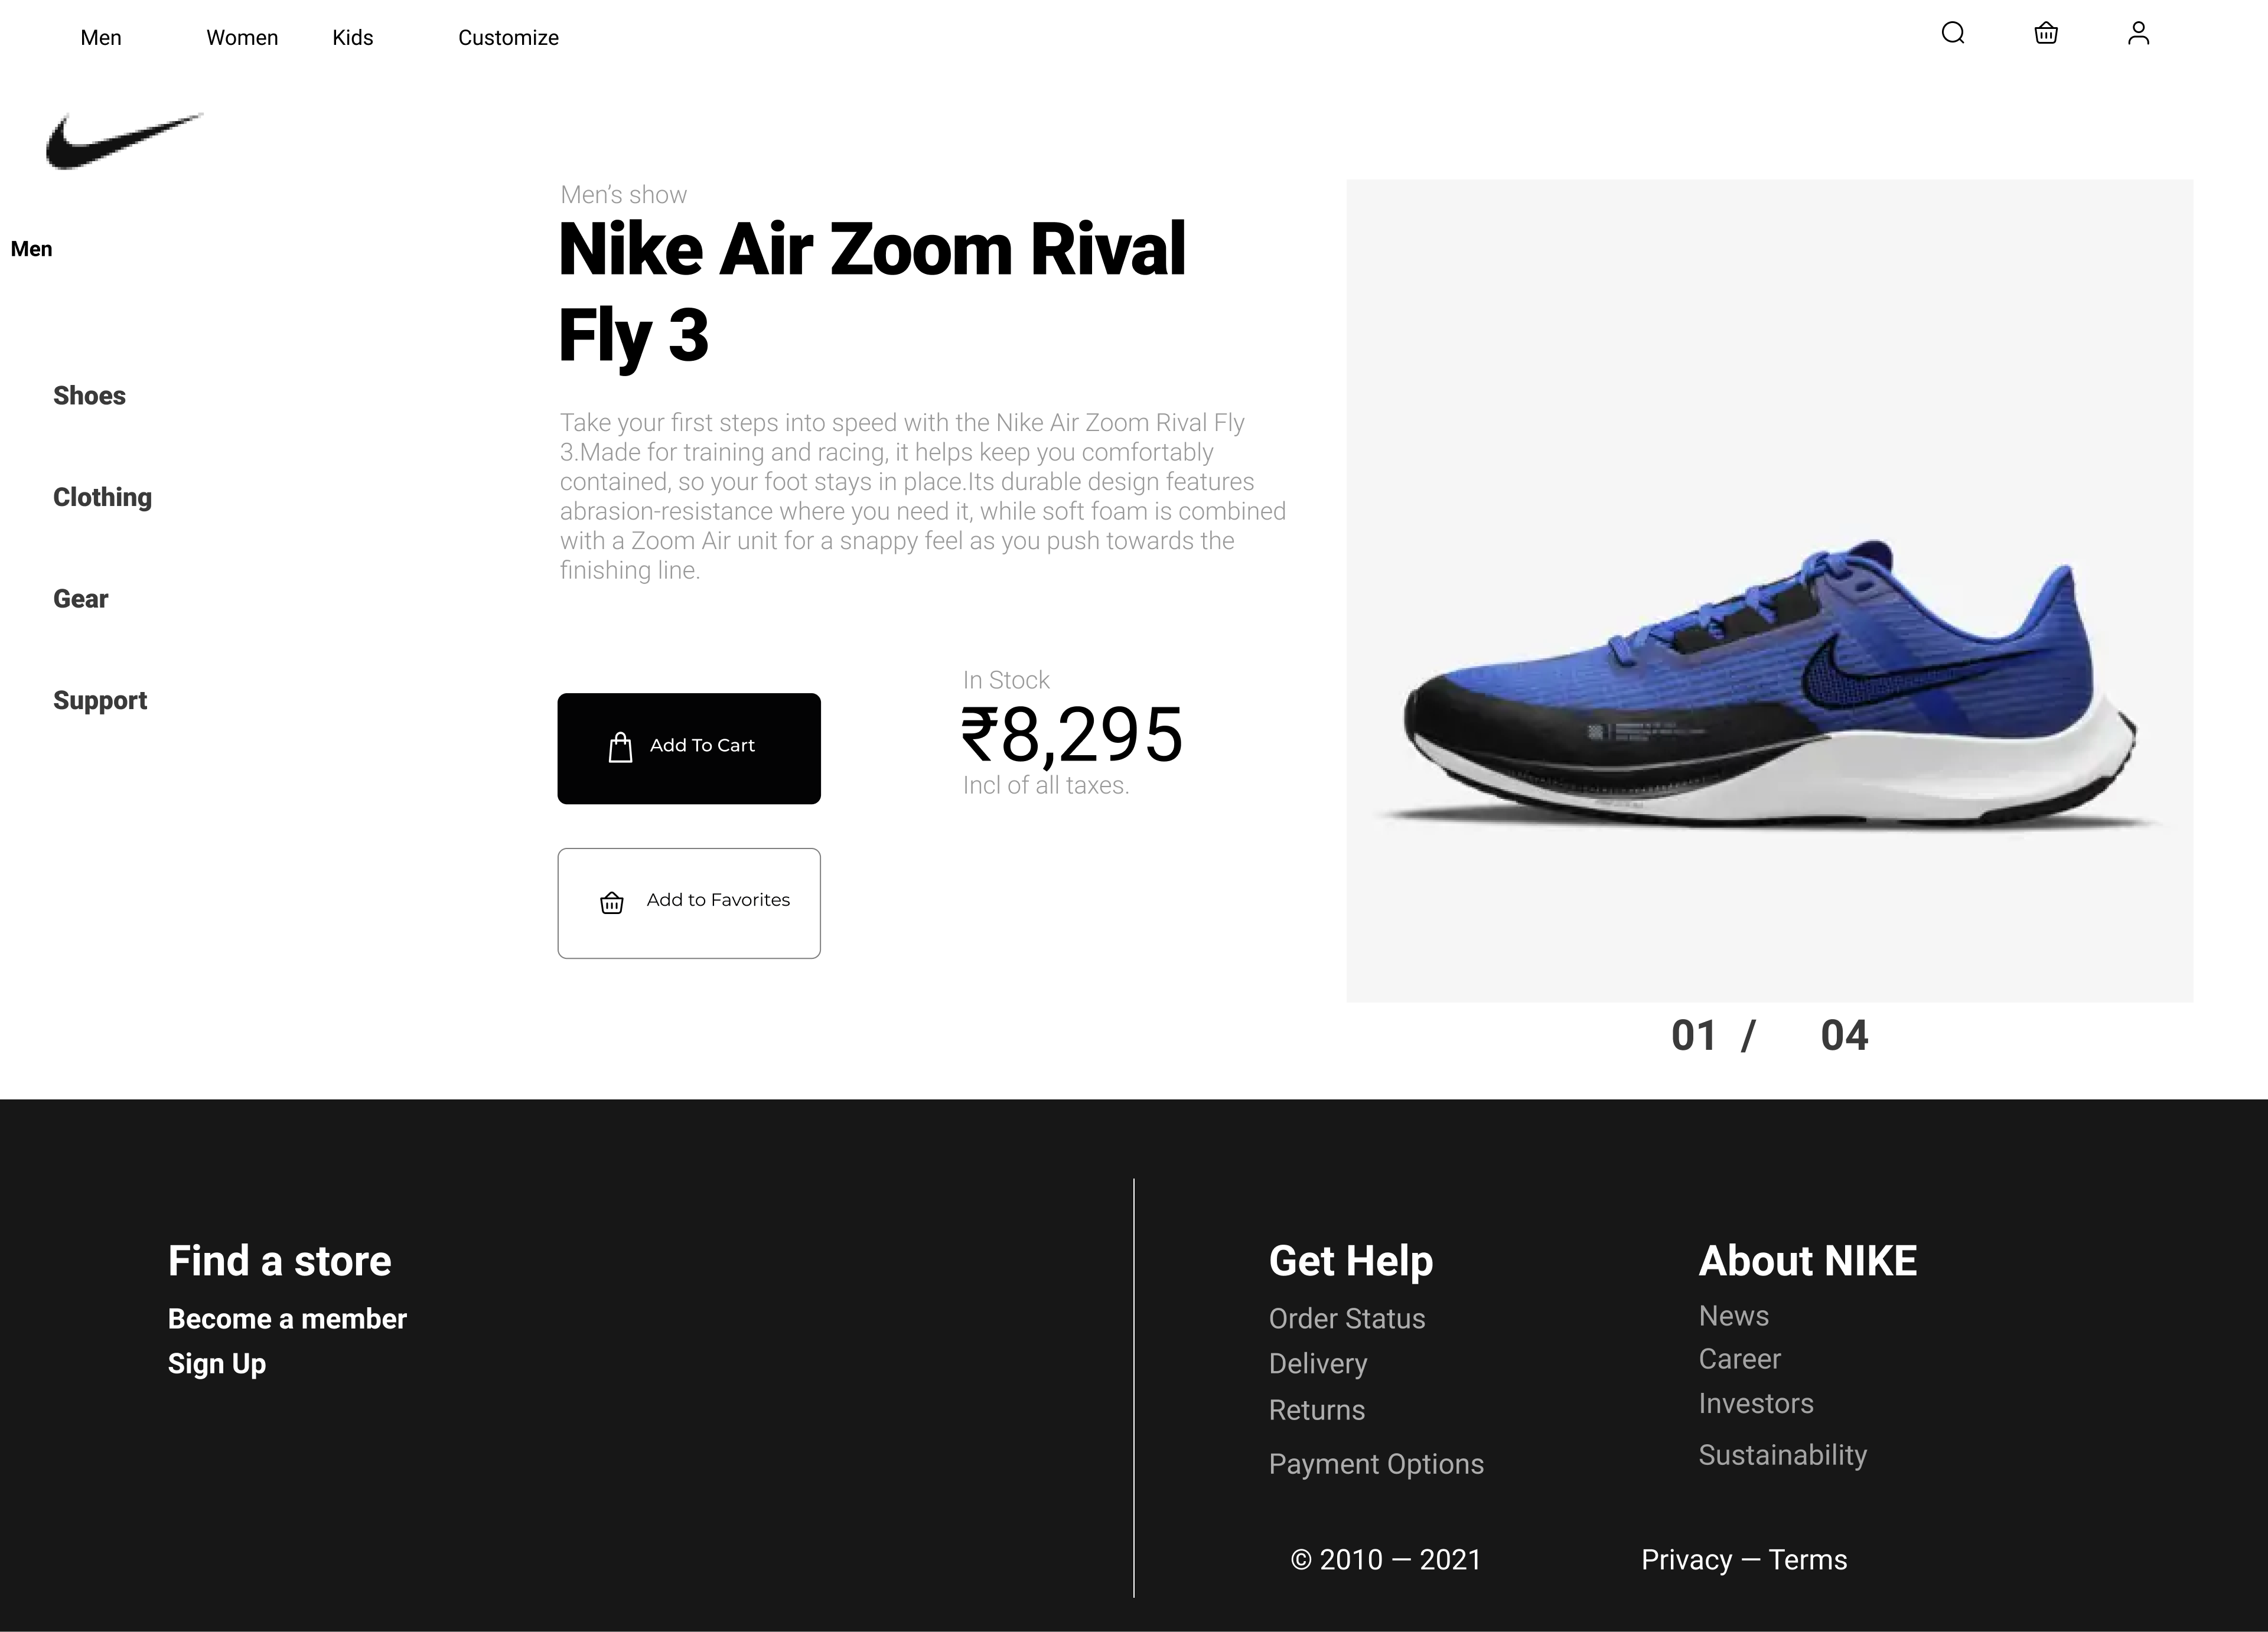 Men
Women
Kids
Customize
Men
Shoes
Clothing
Gear
Support
Men’s show
Nike Air Zoom Rival
Fly 3
Take your first steps into speed with the Nike Air Zoom Rival Fly
3.Made for training and racing, it helps keep you comfortably
contained, so your foot stays in place.Its durable design features
abrasion-resistance where you need it, while soft foam is combined
with a Zoom Air unit for a snappy feel as you push towards the
finishing line.
Add To Cart
In Stock
₹8,295
Incl of all taxes.
Add to Favorites
01 / 04
Find a store
Become a member
Sign Up
Get Help
Order Status
Delivery
Returns
Payment Options
About NIKE
News
Career
Investors
Sustainability
© 2010 — 2021
Privacy — Terms